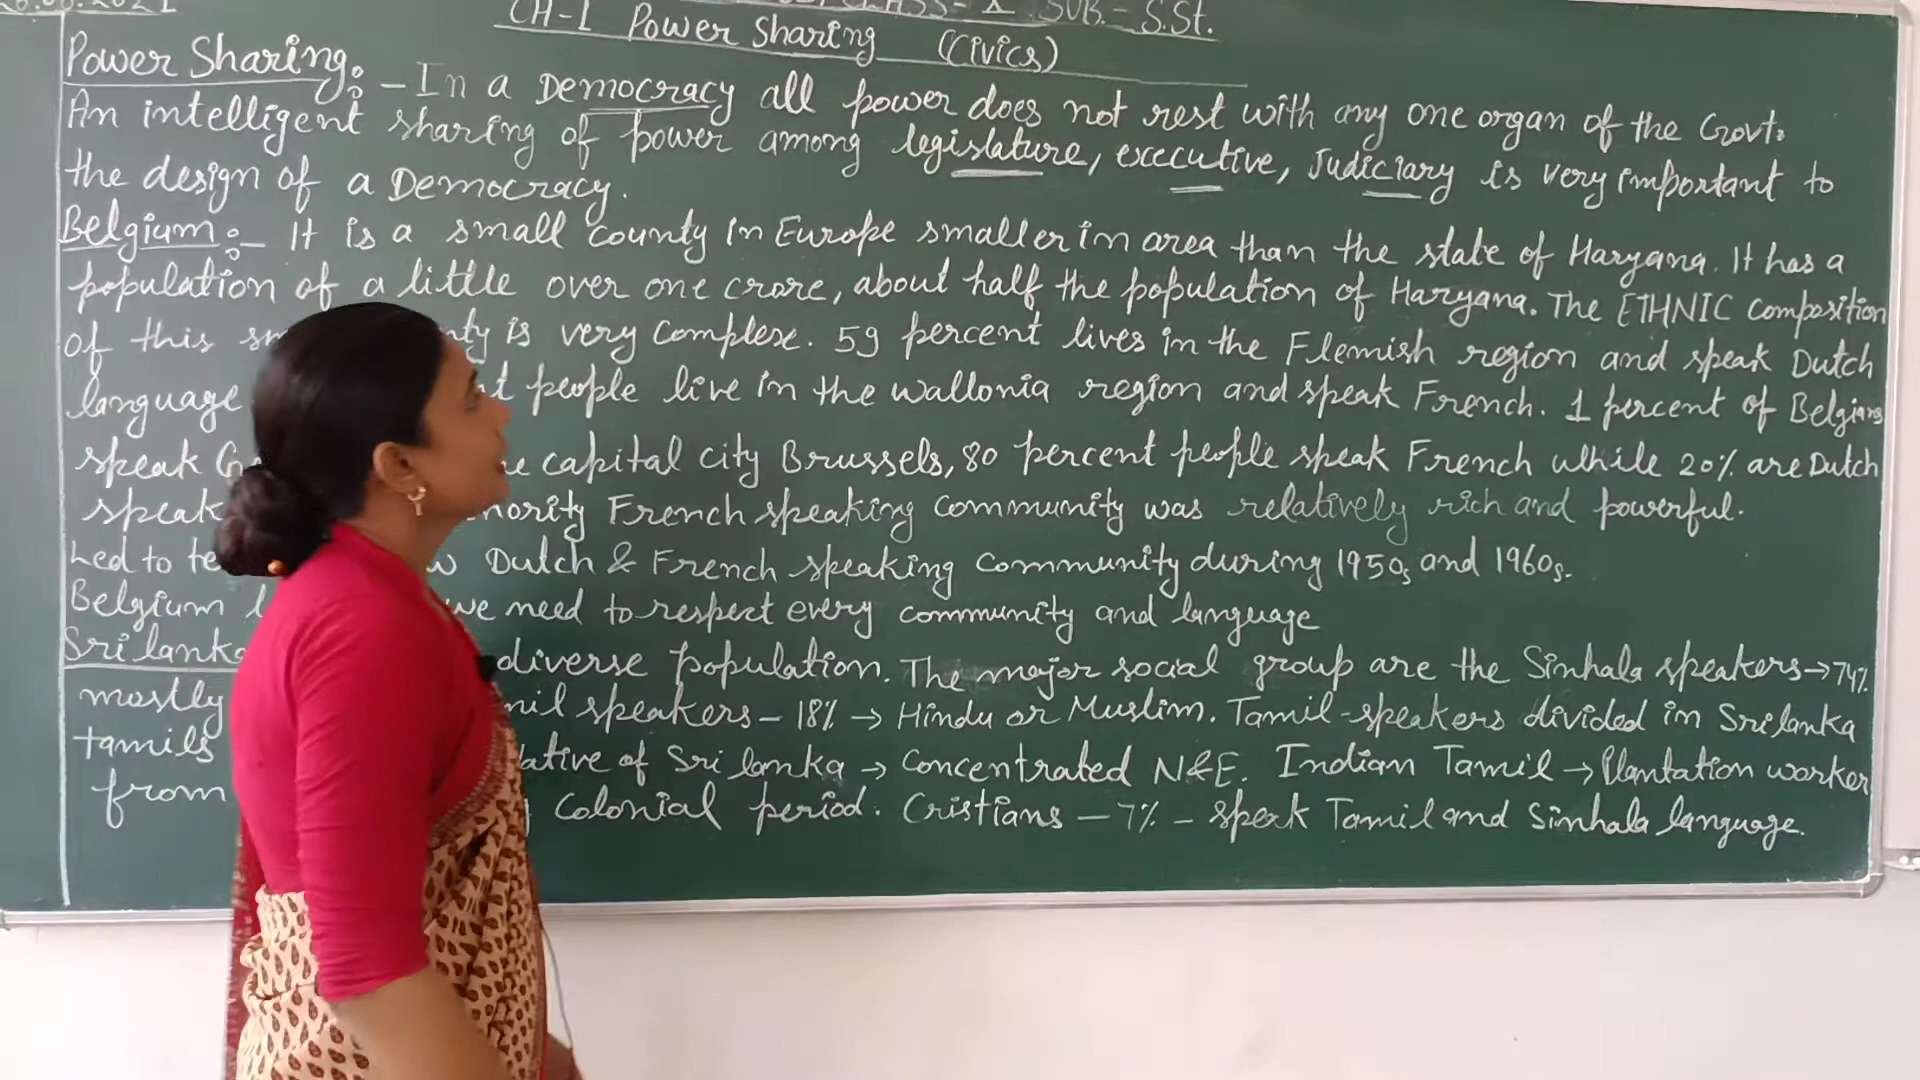 CLASS- X SUB.- S.St.
CH-1 Power Sharing (Civics)
Power Sharing: - In a Democracy all power does not rest with any one organ of the Govt.
An intelligent sharing of power among legislature, executive, Judiciary is very important to
the design of a Democracy.
Belgium:- It is a small county in Europe smaller in area than the state of Haryana. It has a
population of a little over one crore, about half the population of Haryana. The ETHNIC composition
of this is very complex. 59 percent lives in the Flemish region and speak Dutch
language people live in the wallonia region and speak French. 1 percent of Belgians
speak capital city Brussels, 80 percent people speak French while 20% are Dutch
speak French speaking community was relatively rich and powerful.
Led to Dutch & French speaking community during 1950s and 1960s.
Belgium we need to respect every community and language
Sri lanka diverse population. The major social group are the Sinhala speakers → 74%
mostly speakers - 18% → Hindu or Muslim. Tamil-speakers divided in Srilanka
tamils of Sri lanka → Concentrated N&E. Indian Tamil → Plantation worker
from colonial period. Cristians - 7% - speak Tamil and Sinhala language.